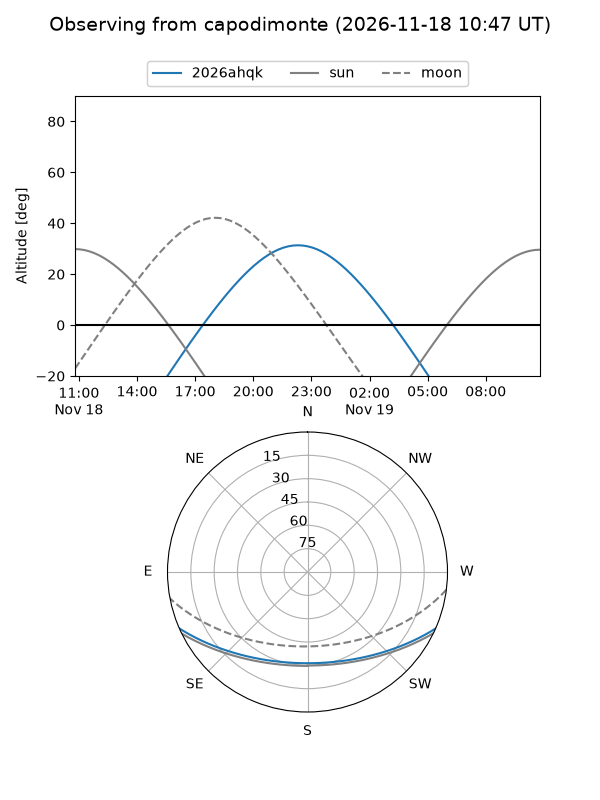 Observing from capodimonte (2026-11-18 10:47 UT)
2026ahqk sun moon
Altitude [deg]
80
60
40
20
0
−20
11:00 14:00 17:00 20:00 23:00 02:00 05:00 08:00
Nov 18 Nov 19
N
NE NW
15
30
45
60
75
E W
SE SW
S